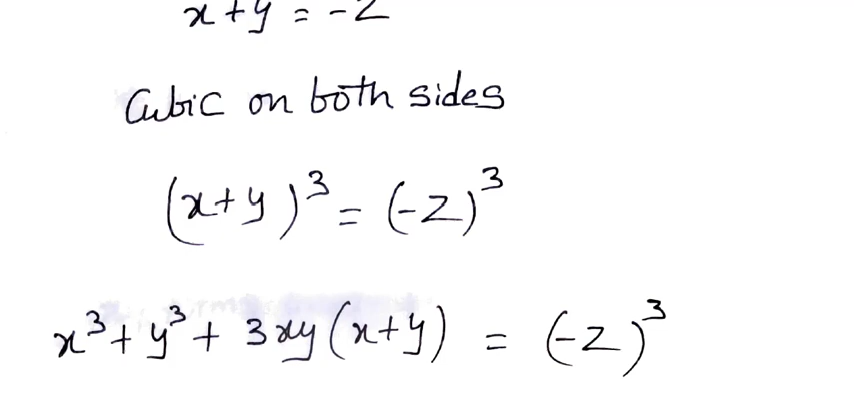 x + y = -z
Cubic on both sides
(x+y)³ = (-z)³
x³ + y³ + 3xy(x+y) = (-z)³